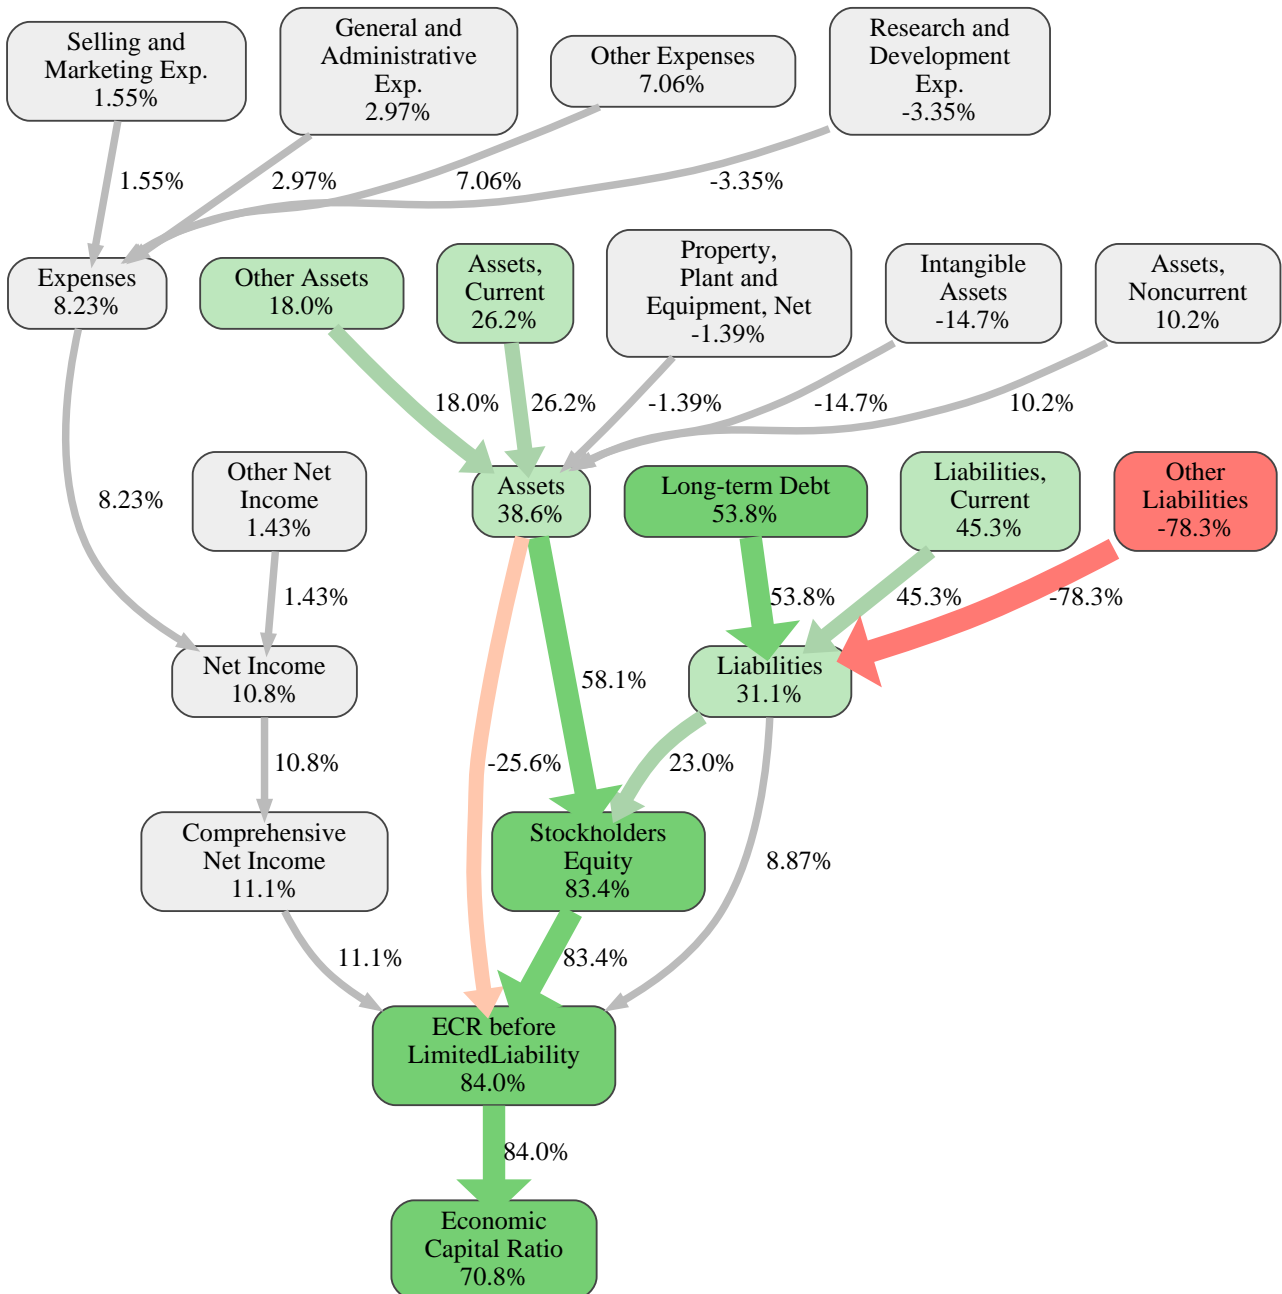 Selling and
Marketing Exp.
1.55%
General and
Administrative
Exp.
2.97%
Other Expenses
7.06%
Research and
Development
Exp.
-3.35%
1.55%
2.97%
7.06%
-3.35%
Expenses
8.23%
Other Assets
18.0%
Assets,
Current
26.2%
Property,
Plant and
Equipment, Net
-1.39%
Intangible
Assets
-14.7%
Assets,
Noncurrent
10.2%
18.0%
26.2%
-1.39%
-14.7%
10.2%
8.23%
Other Net
Income
1.43%
Assets
38.6%
Long-term Debt
53.8%
Liabilities,
Current
45.3%
Other
Liabilities
-78.3%
1.43%
53.8%
45.3%
-78.3%
Net Income
10.8%
58.1%
Liabilities
31.1%
10.8%
-25.6%
23.0%
Comprehensive
Net Income
11.1%
Stockholders
Equity
83.4%
8.87%
11.1%
83.4%
ECR before
LimitedLiability
84.0%
84.0%
Economic
Capital Ratio
70.8%